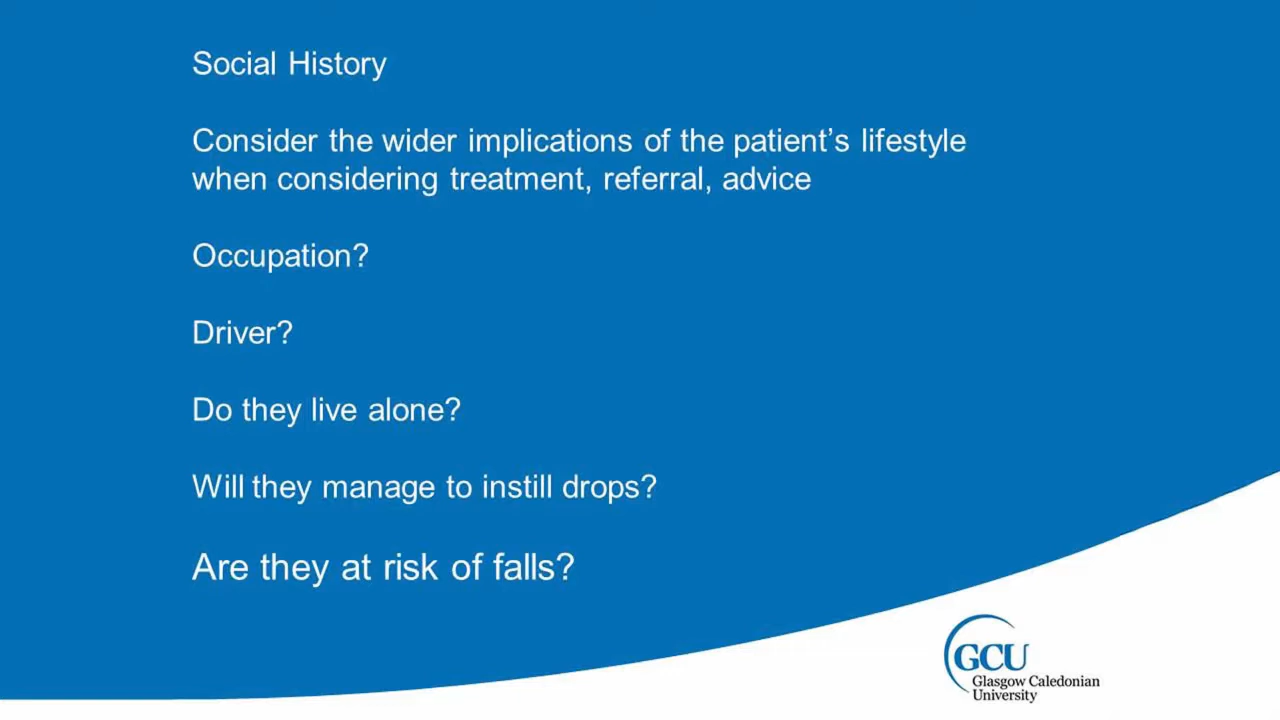 Social History
Consider the wider implications of the patient’s lifestyle
when considering treatment, referral, advice
Occupation?
Driver?
Do they live alone?
Will they manage to instill drops?
Are they at risk of falls?
GCU
Glasgow Caledonian
University